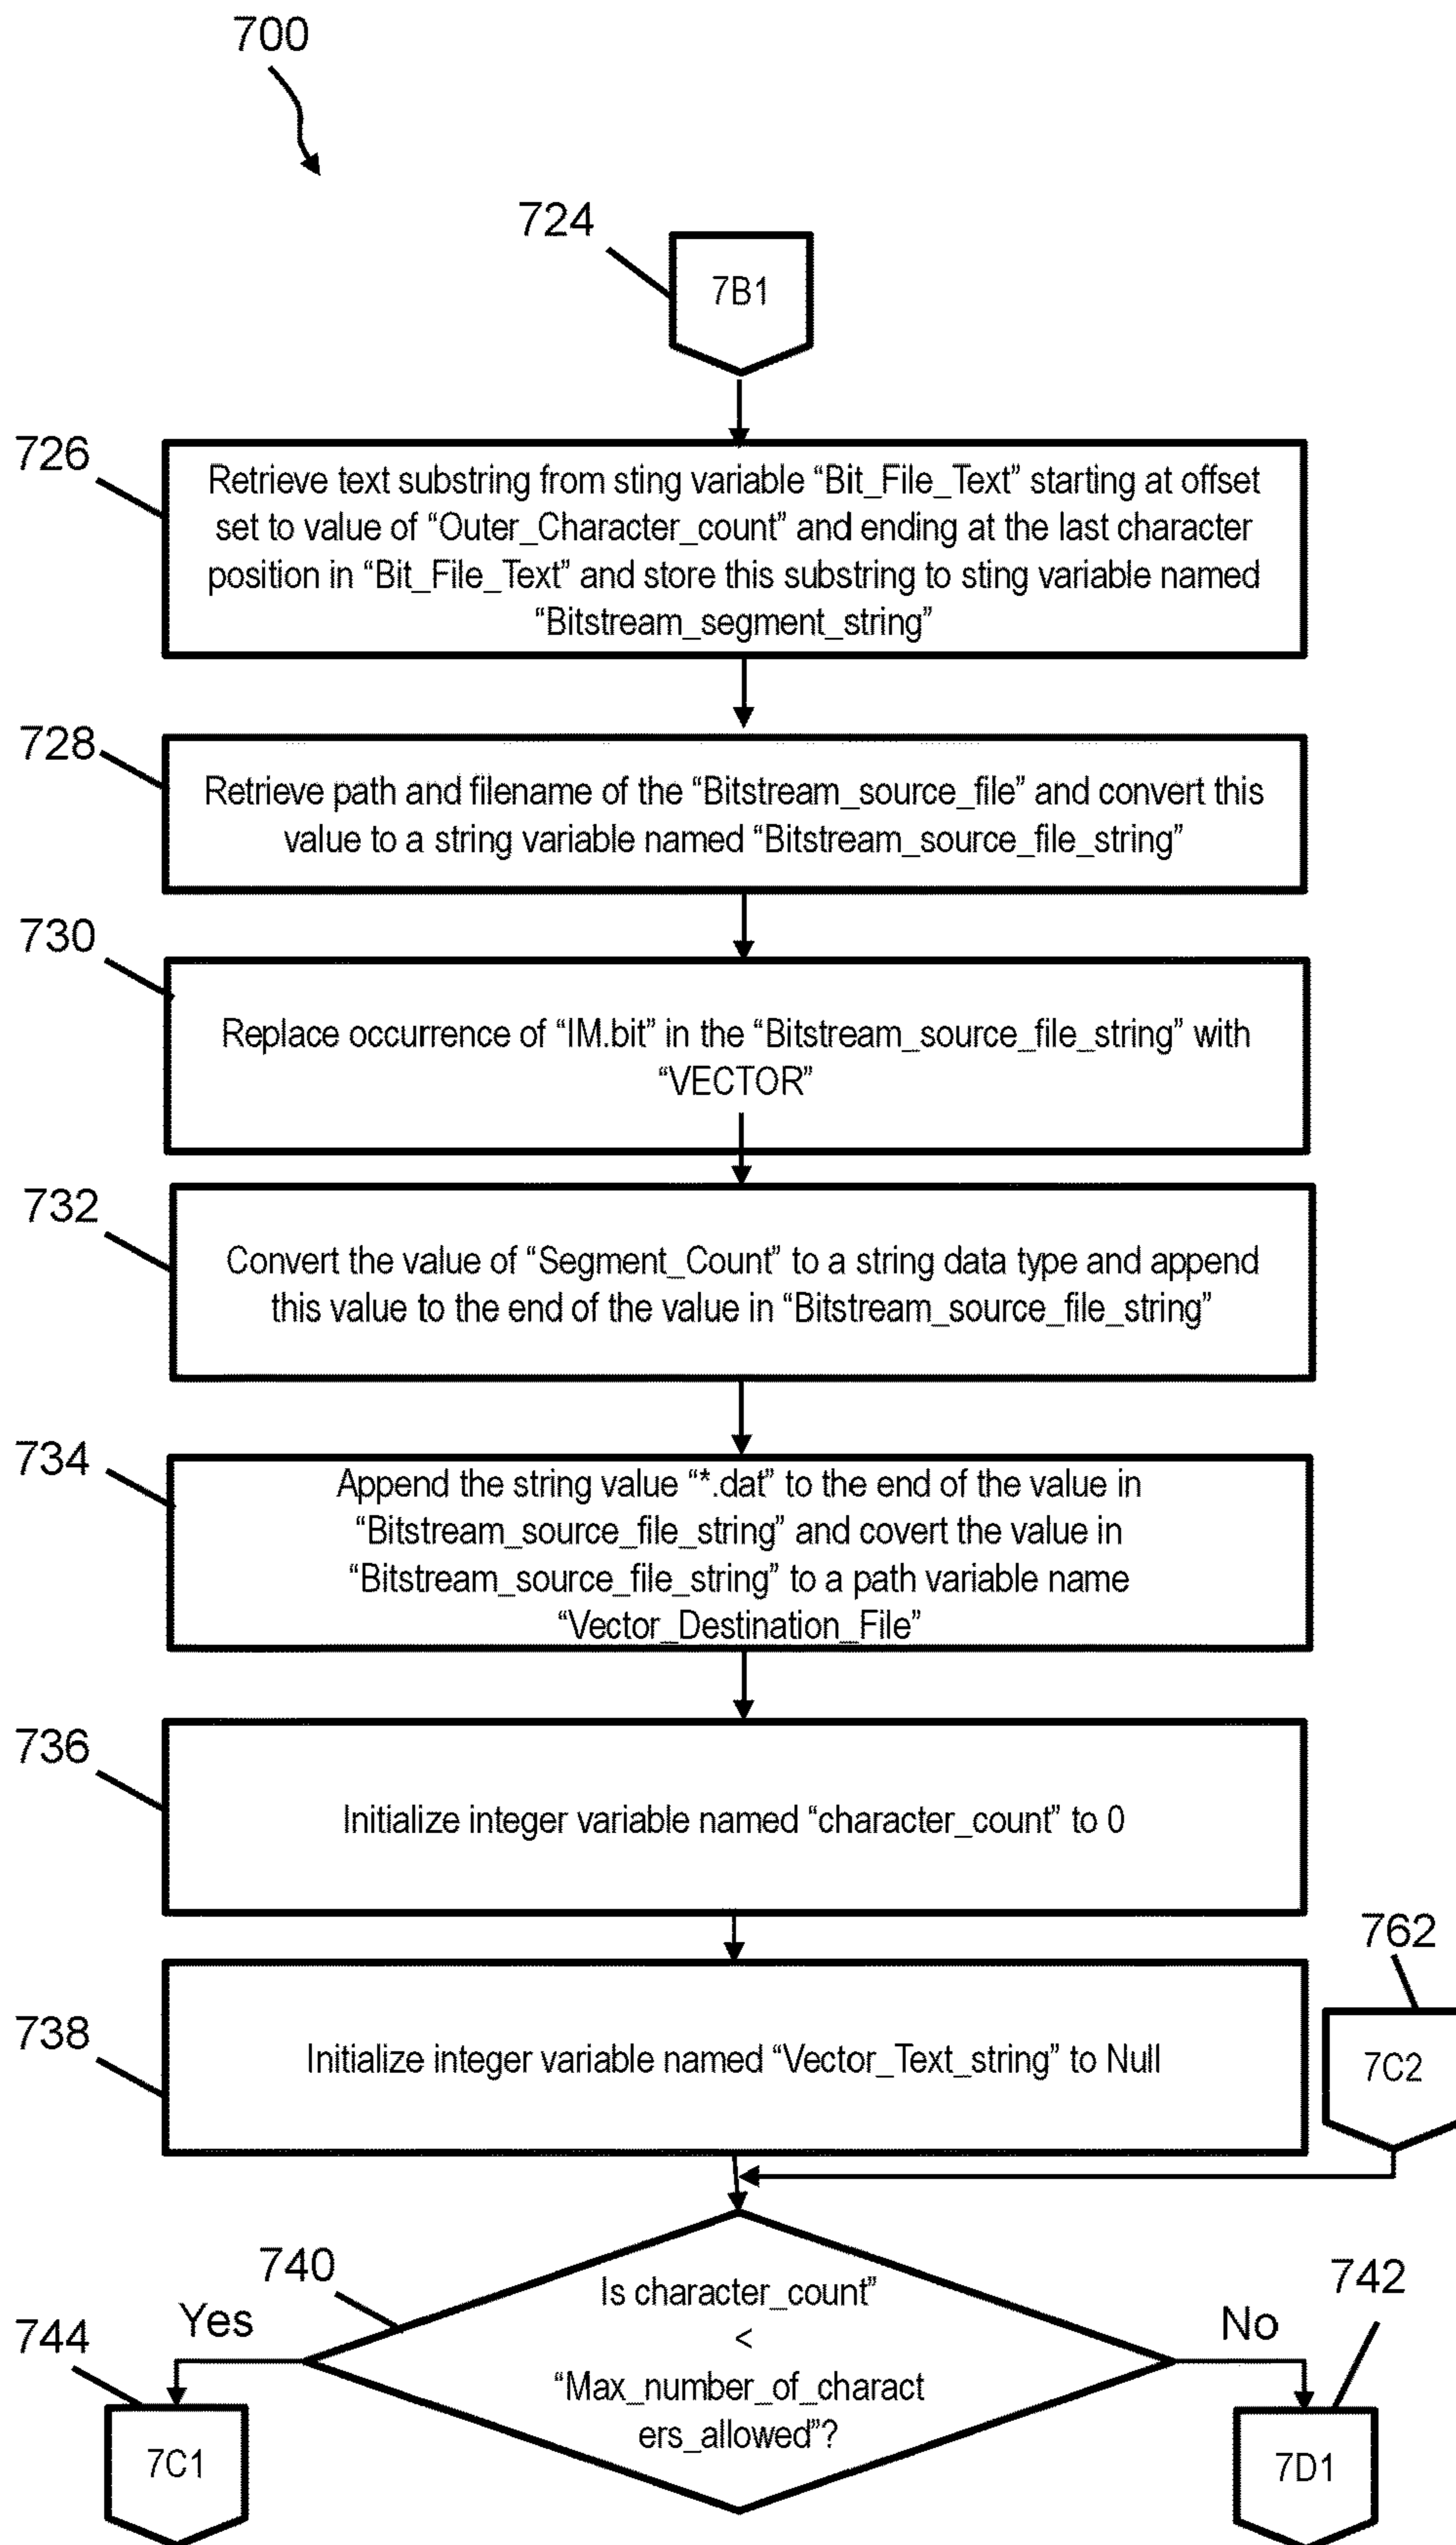 700
724
7B1
726
Retrieve text substring from sting variable “Bit_File_Text” starting at offset
set to value of “Outer_Character_count” and ending at the last character
position in “Bit_File_Text” and store this substring to sting variable named
“Bitstream_segment_string”
728
Retrieve path and filename of the “Bitstream_source_file” and convert this
value to a string variable named “Bitstream_source_file_string”
730
Replace occurrence of “IM.bit” in the “Bitstream_source_file_string” with
“VECTOR”
732
Convert the value of “Segment_Count” to a string data type and append
this value to the end of the value in “Bitstream_source_file_string”
734
Append the string value “*.dat” to the end of the value in
“Bitstream_source_file_string” and covert the value in
“Bitstream_source_file_string” to a path variable name
“Vector_Destination_File”
736
Initialize integer variable named “character_count” to 0
738
Initialize integer variable named “Vector_Text_string” to Null
762
7C2
740
Is character_count”
<
“Max_number_of_charact
ers_allowed”?
Yes
744
7C1
No
742
7D1